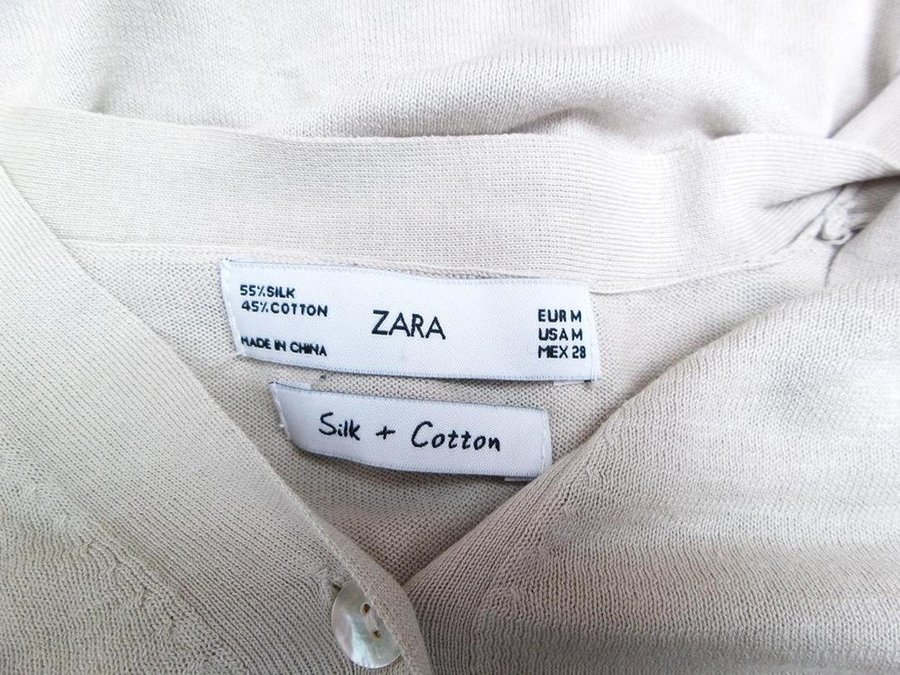 55%SILK
45%COTTON
MADE IN CHINA
ZARA
EUR M
USA M
MEX 28
Silk + Cotton